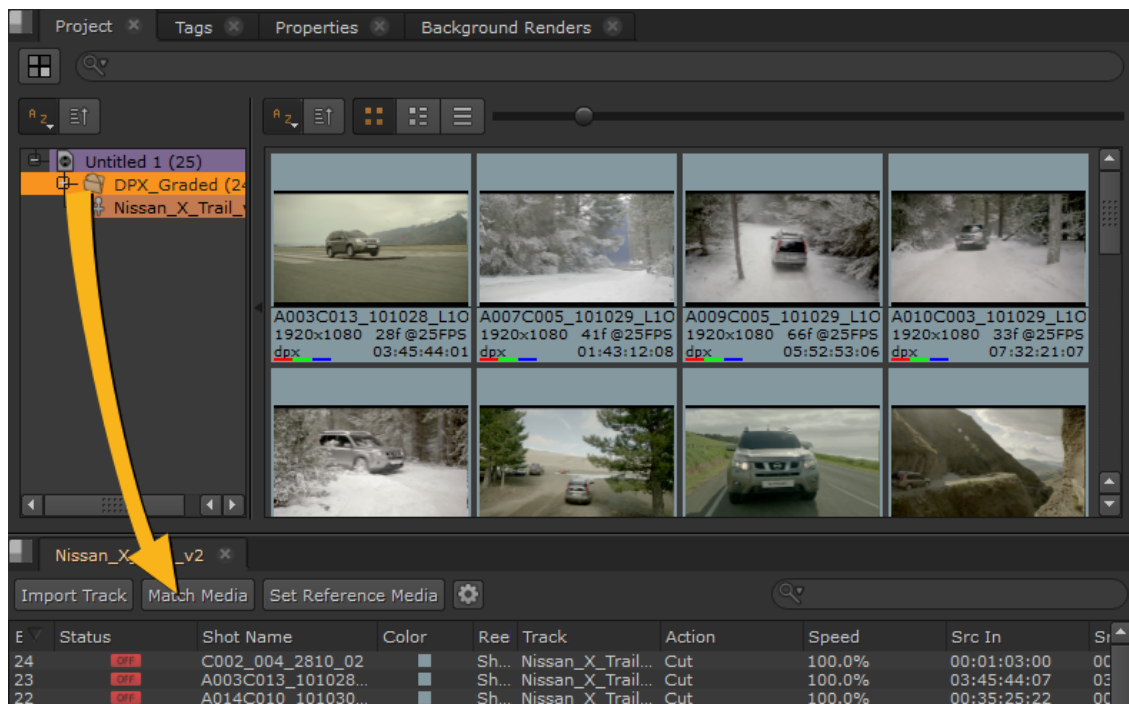 Project Tags Properties Background Renders
A Z A Z
Untitled 1 (25)
DPX_Graded (24
Nissan_X_Trail_
A003C013_101028_L1O A007C005_101029_L1O A009C005_101029_L1O A010C003_101029_L1O
1920x1080 28f@25FPS 1920x1080 41f@25FPS 1920x1080 66f@25FPS 1920x1080 33f@25FPS
dpx 03:45:44:01 dpx 01:43:12:08 dpx 05:52:53:06 dpx 07:32:21:07
Nissan_X_ _v2
Import Track Match Media Set Reference Media
E Status Shot Name Color Ree Track Action Speed Src In
24 OFF C002_004_2810_02 Sh... Nissan_X_Trail... Cut 100.0% 00:01:03:00 00
23 OFF A003C013_101028... Sh... Nissan_X_Trail... Cut 100.0% 03:45:44:07 03
22 OFF A014C010_101030... Sh... Nissan_X_Trail... Cut 100.0% 00:35:25:22 00